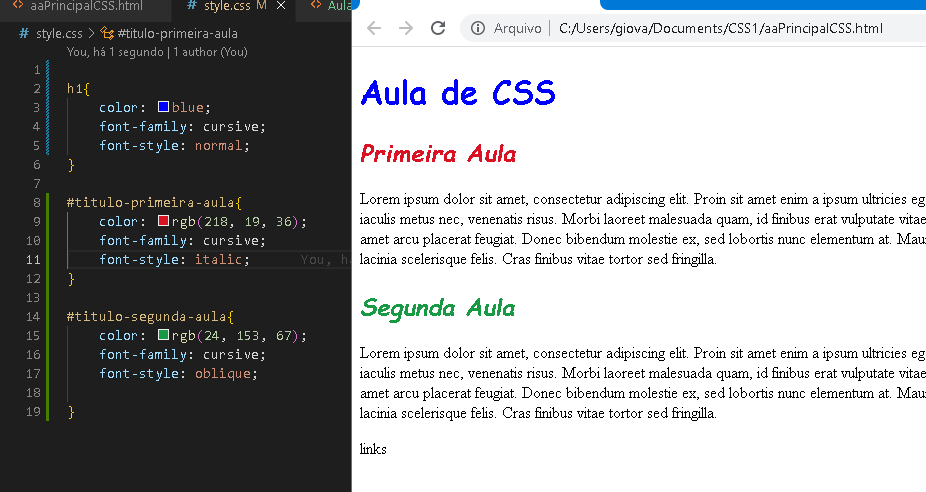 aaPrincipalCSS.html
style.css M
Aula
style.css > #titulo-primeira-aula
You, há 1 segundo | 1 author (You)
1
2 h1{
3 color: blue;
4 font-family: cursive;
5 font-style: normal;
6 }
7
8 #titulo-primeira-aula{
9 color: rgb(218, 19, 36);
10 font-family: cursive;
11 font-style: italic; You, h
12 }
13
14 #titulo-segunda-aula{
15 color: rgb(24, 153, 67);
16 font-family: cursive;
17 font-style: oblique;
18
19 }
Arquivo | C:/Users/giova/Documents/CSS1/aaPrincipalCSS.html
Aula de CSS
Primeira Aula
Lorem ipsum dolor sit amet, consectetur adipiscing elit. Proin sit amet enim a ipsum ultricies eg
iaculis metus nec, venenatis risus. Morbi laoreet malesuada quam, id finibus erat vulputate vitae
amet arcu placerat feugiat. Donec bibendum molestie ex, sed lobortis nunc elementum at. Mau
lacinia scelerisque felis. Cras finibus vitae tortor sed fringilla.
Segunda Aula
Lorem ipsum dolor sit amet, consectetur adipiscing elit. Proin sit amet enim a ipsum ultricies eg
iaculis metus nec, venenatis risus. Morbi laoreet malesuada quam, id finibus erat vulputate vitae
amet arcu placerat feugiat. Donec bibendum molestie ex, sed lobortis nunc elementum at. Mau
lacinia scelerisque felis. Cras finibus vitae tortor sed fringilla.
links